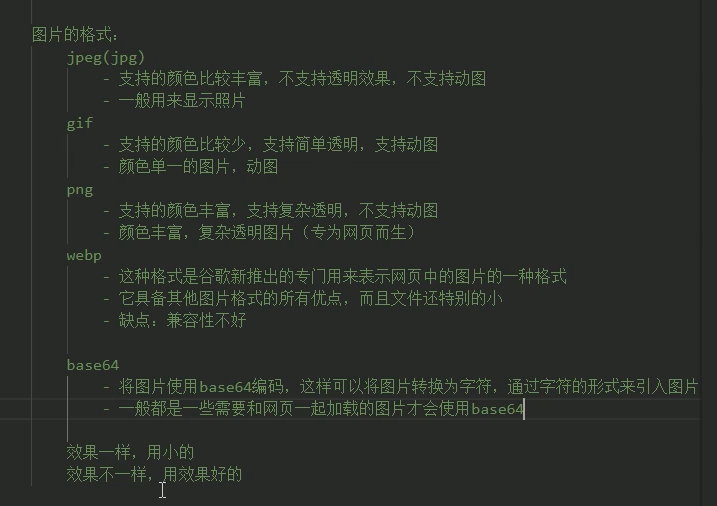 图片的格式：
jpeg(jpg)
- 支持的颜色比较丰富，不支持透明效果，不支持动图
- 一般用来显示照片
gif
- 支持的颜色比较少，支持简单透明，支持动图
- 颜色单一的图片，动图
png
- 支持的颜色丰富，支持复杂透明，不支持动图
- 颜色丰富，复杂透明图片（专为网页而生）
webp
- 这种格式是谷歌新推出的专门用来表示网页中的图片的一种格式
- 它具备其他图片格式的所有优点，而且文件还特别的小
- 缺点：兼容性不好
base64
- 将图片使用base64编码，这样可以将图片转换为字符，通过字符的形式来引入图片
- 一般都是一些需要和网页一起加载的图片才会使用base64
效果一样，用小的
效果不一样，用效果好的